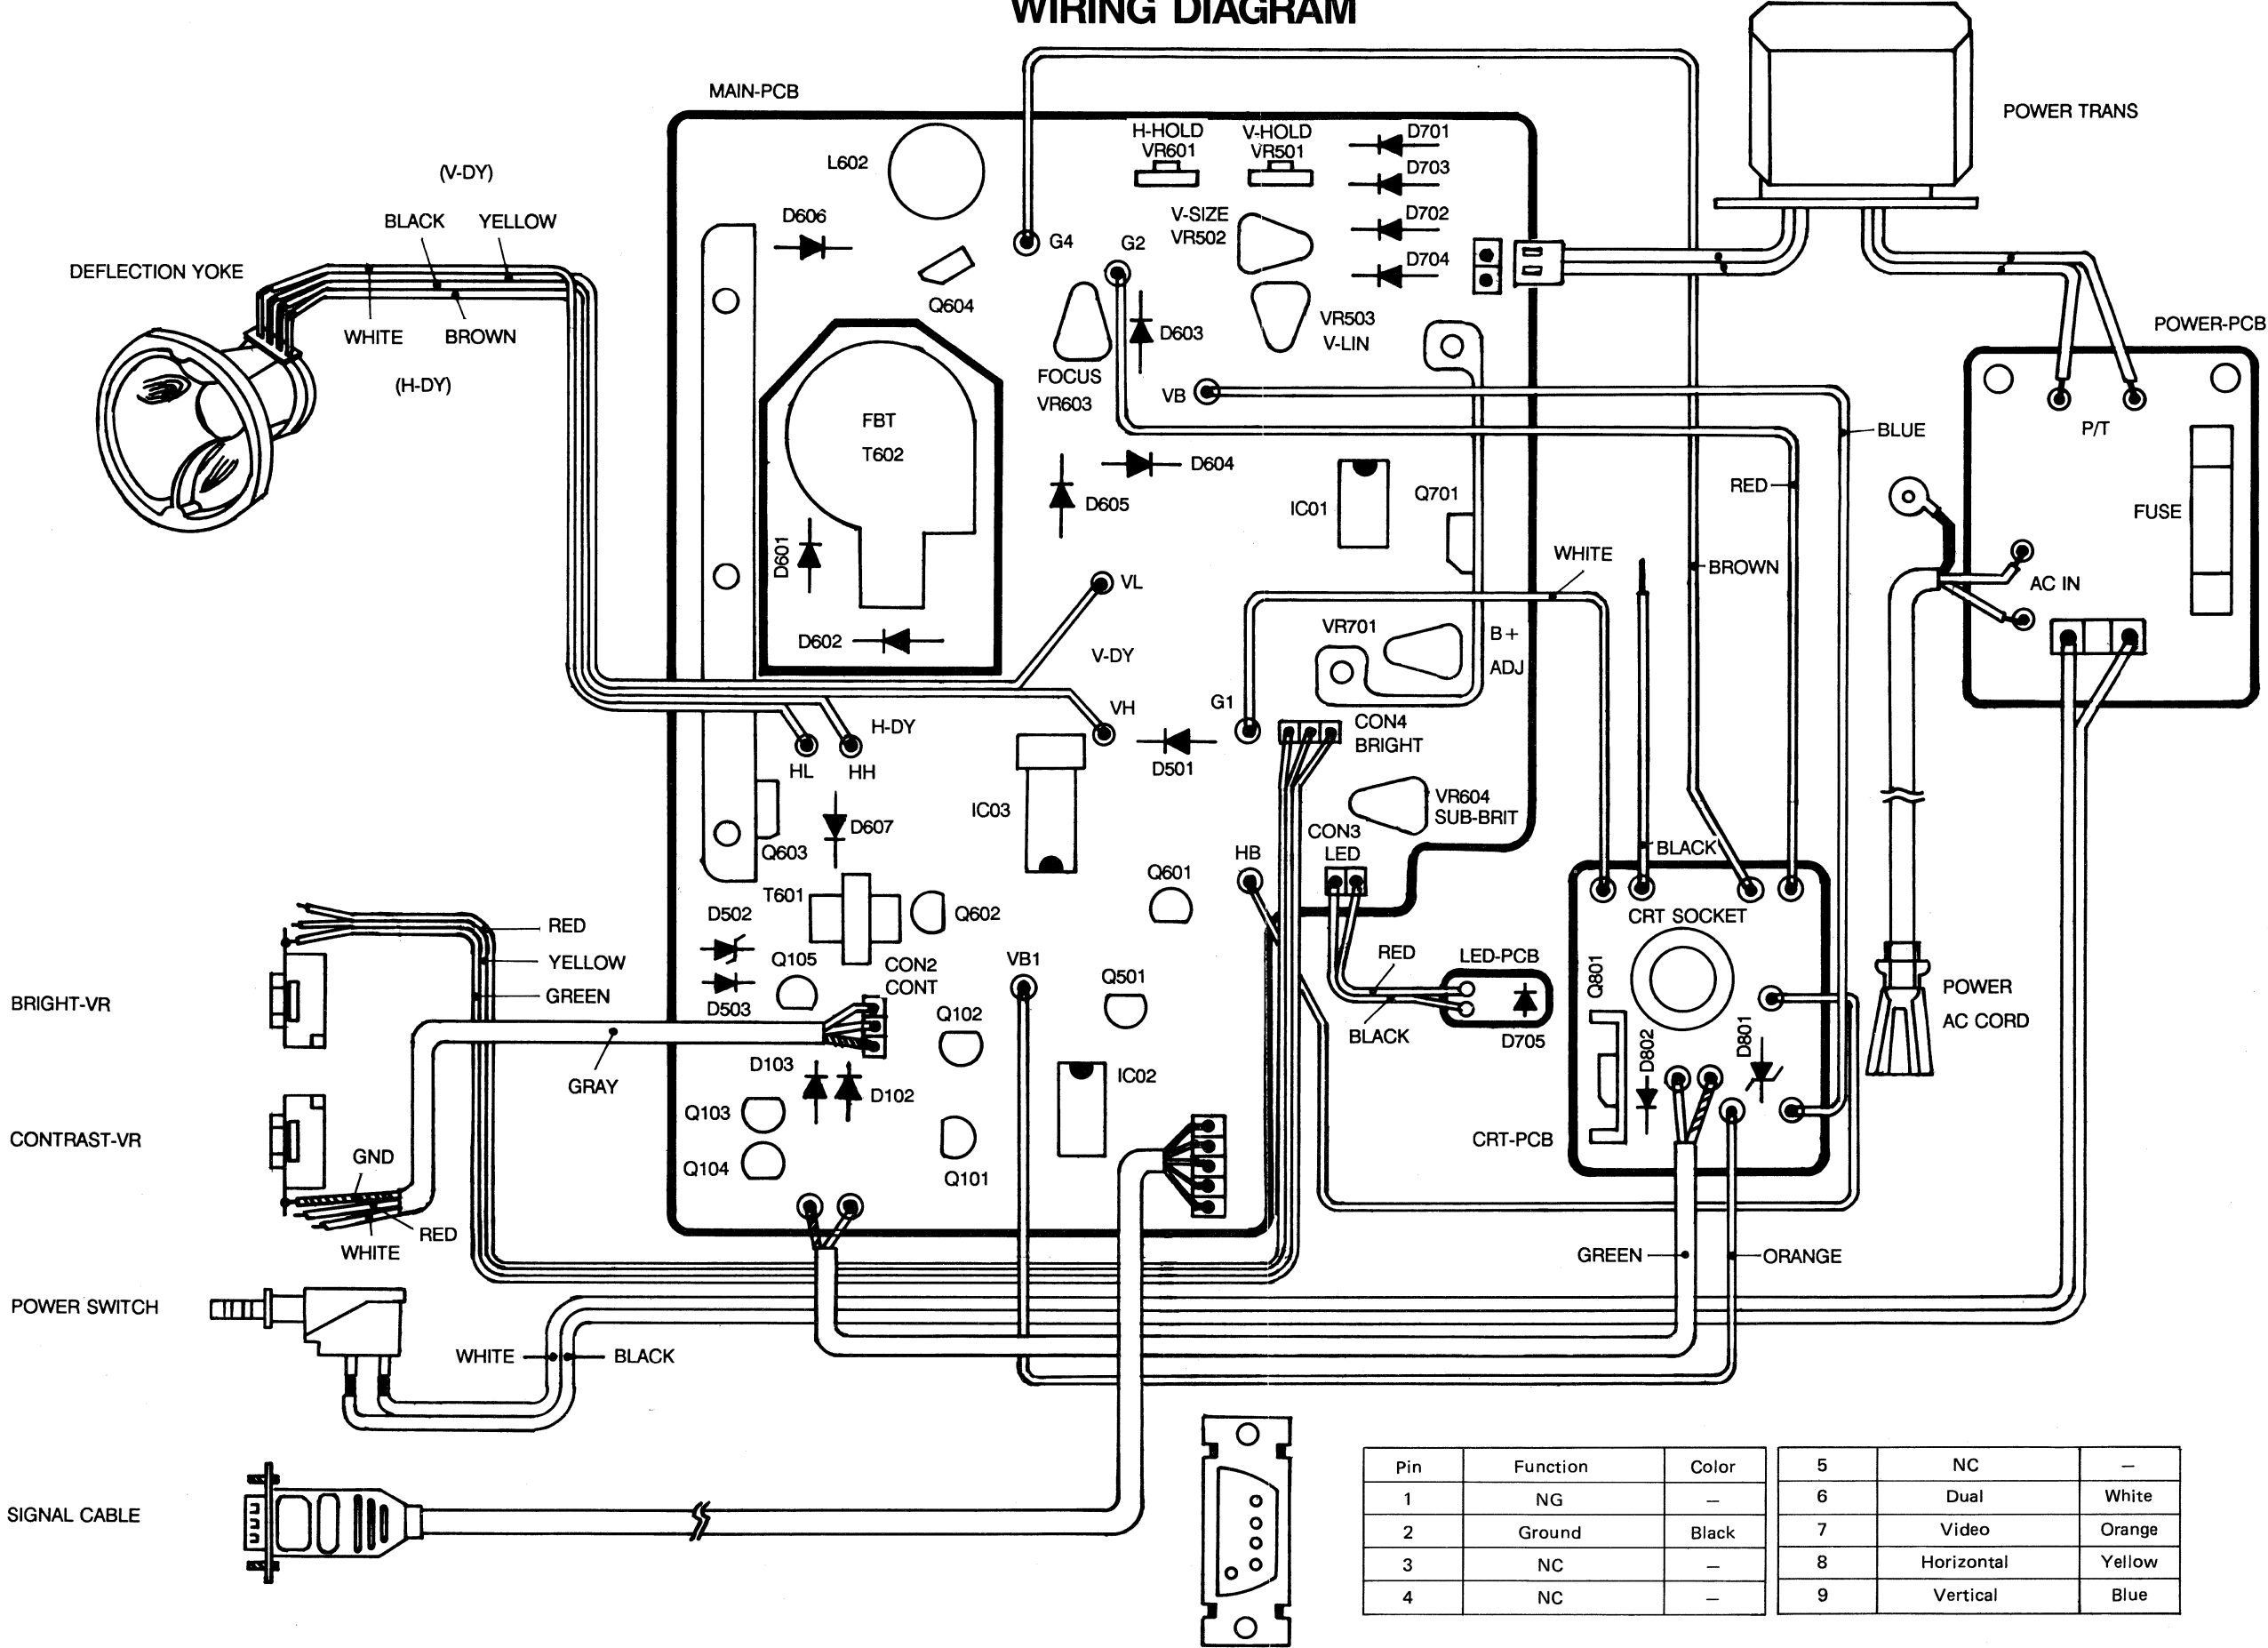 WIRING DIAGRAM
MAIN-PCB
POWER TRANS
L602
H-HOLD
VR601
V-HOLD
VR501
D701
D703
D702
D704
V-SIZE
VR502
(V-DY)
BLACK
YELLOW
DEFLECTION YOKE
WHITE
BROWN
(H-DY)
D606
Q604
G4
G2
D603
VR503
V-LIN
FOCUS
VR603
VB
POWER-PCB
P/T
FUSE
AC IN
BLUE
RED
BROWN
WHITE
FBT
T602
D601
D602
D604
D605
IC01
Q701
VL
V-DY
VH
VR701
B+
ADJ
G1
CON4
BRIGHT
D501
H-DY
HL
HH
IC03
D607
Q603
VR604
SUB-BRIT
CON3
LED
HB
Q601
BLACK
T601
Q602
D502
Q105
D503
CON2
CONT
VB1
Q501
Q102
RED
YELLOW
GREEN
BRIGHT-VR
GRAY
D103
D102
IC02
Q103
Q104
Q101
CONTRAST-VR
GND
RED
WHITE
RED
LED-PCB
BLACK
D705
CRT SOCKET
Q801
D802
D801
CRT-PCB
POWER
AC CORD
GREEN
ORANGE
POWER SWITCH
WHITE
BLACK
SIGNAL CABLE
Pin Function Color
1 NG –
2 Ground Black
3 NC –
4 NC –
5 NC –
6 Dual White
7 Video Orange
8 Horizontal Yellow
9 Vertical Blue